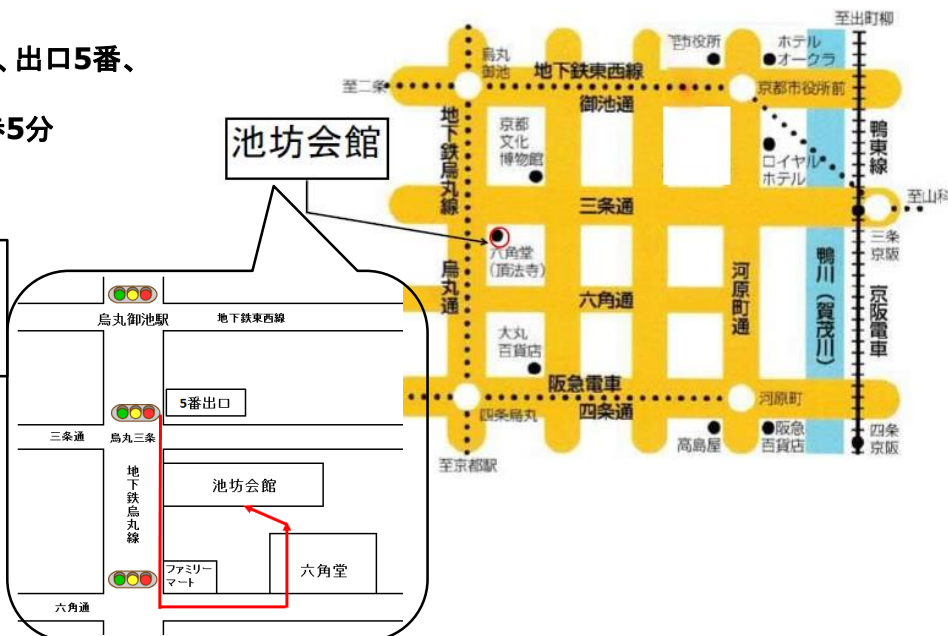 、出口5番、
歩5分
池坊会館
烏丸御池駅
地下鉄東西線
5番出口
三条通
烏丸三条
地下鉄烏丸線
池坊会館
ファミリー
マート
六角堂
六角通
至出町柳
烏丸
御池
地下鉄東西線
市役所
ホテル
オークラ
至二条
御池通
京都市役所前
地下鉄烏丸線
京都
文化
博物館
ロイヤル
ホテル
鴨東線
至山科
三条通
三条
京阪
六角堂
(頂法寺)
烏丸通
六角通
河原町通
鴨川(賀茂川)
京阪電車
大丸
百貨店
阪急電車
四条烏丸
四条通
河原町
高島屋
阪急
百貨店
四条
京阪
至京都駅